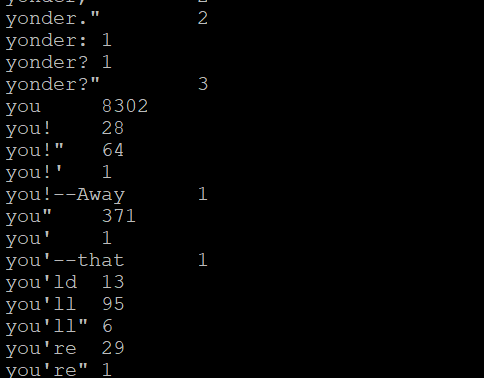 yonder." 2
yonder: 1
yonder? 1
yonder?" 3
you 8302
you! 28
you!" 64
you!' 1
you!--Away 1
you" 371
you' 1
you'--that 1
you'ld 13
you'll 95
you'll" 6
you're 29
you're" 1